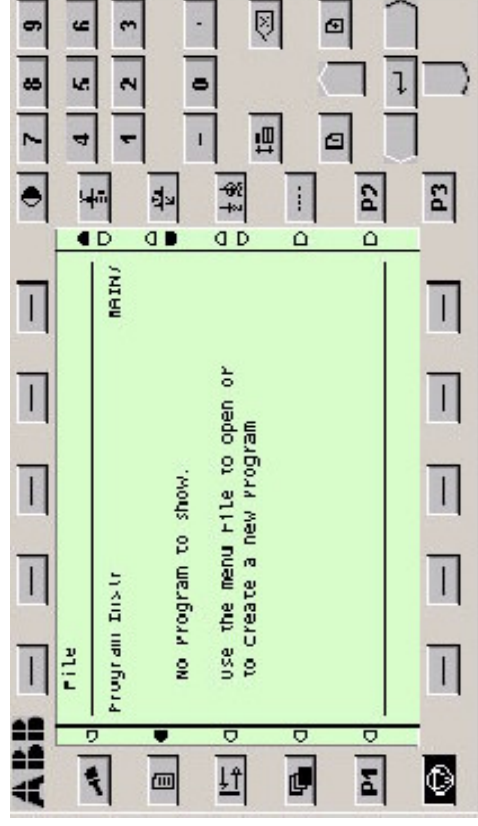 ABB
File
Program Instr MAIN/
No Program to show.
Use the menu File to open or
to create a new Program
P1
P2
P3
7 8 9
4 5 6
1 2 3
- 0 .